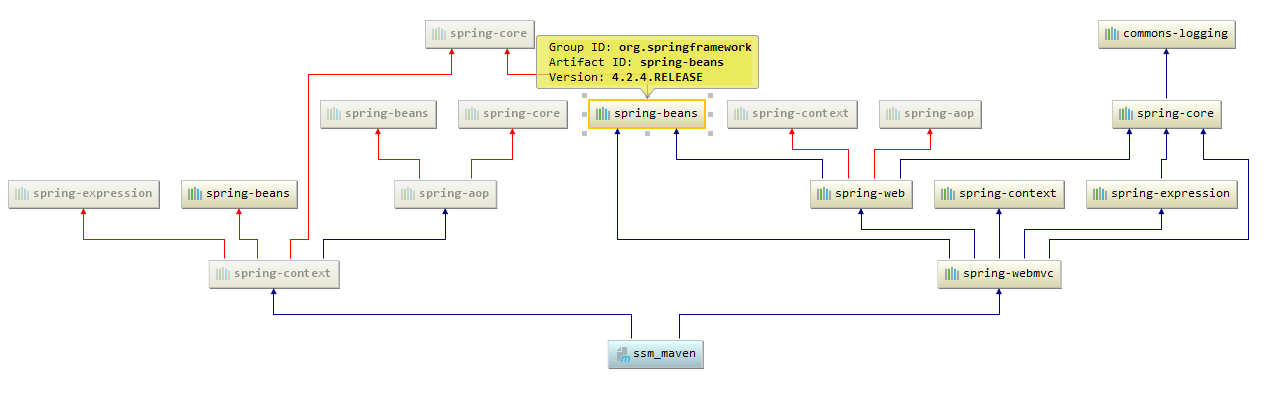 spring-core
commons-logging
Group ID: org.springframework
Artifact ID: spring-beans
Version: 4.2.4.RELEASE
spring-beans
spring-core
spring-beans
spring-context
spring-aop
spring-core
spring-expression
spring-beans
spring-aop
spring-web
spring-context
spring-expression
spring-context
spring-webmvc
ssm_maven